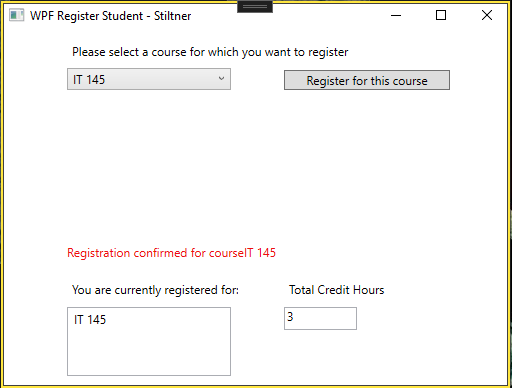 WPF Register Student - Stiltner
Please select a course for which you want to register
IT 145
Register for this course
Registration confirmed for courseIT 145
You are currently registered for:
Total Credit Hours
IT 145
3